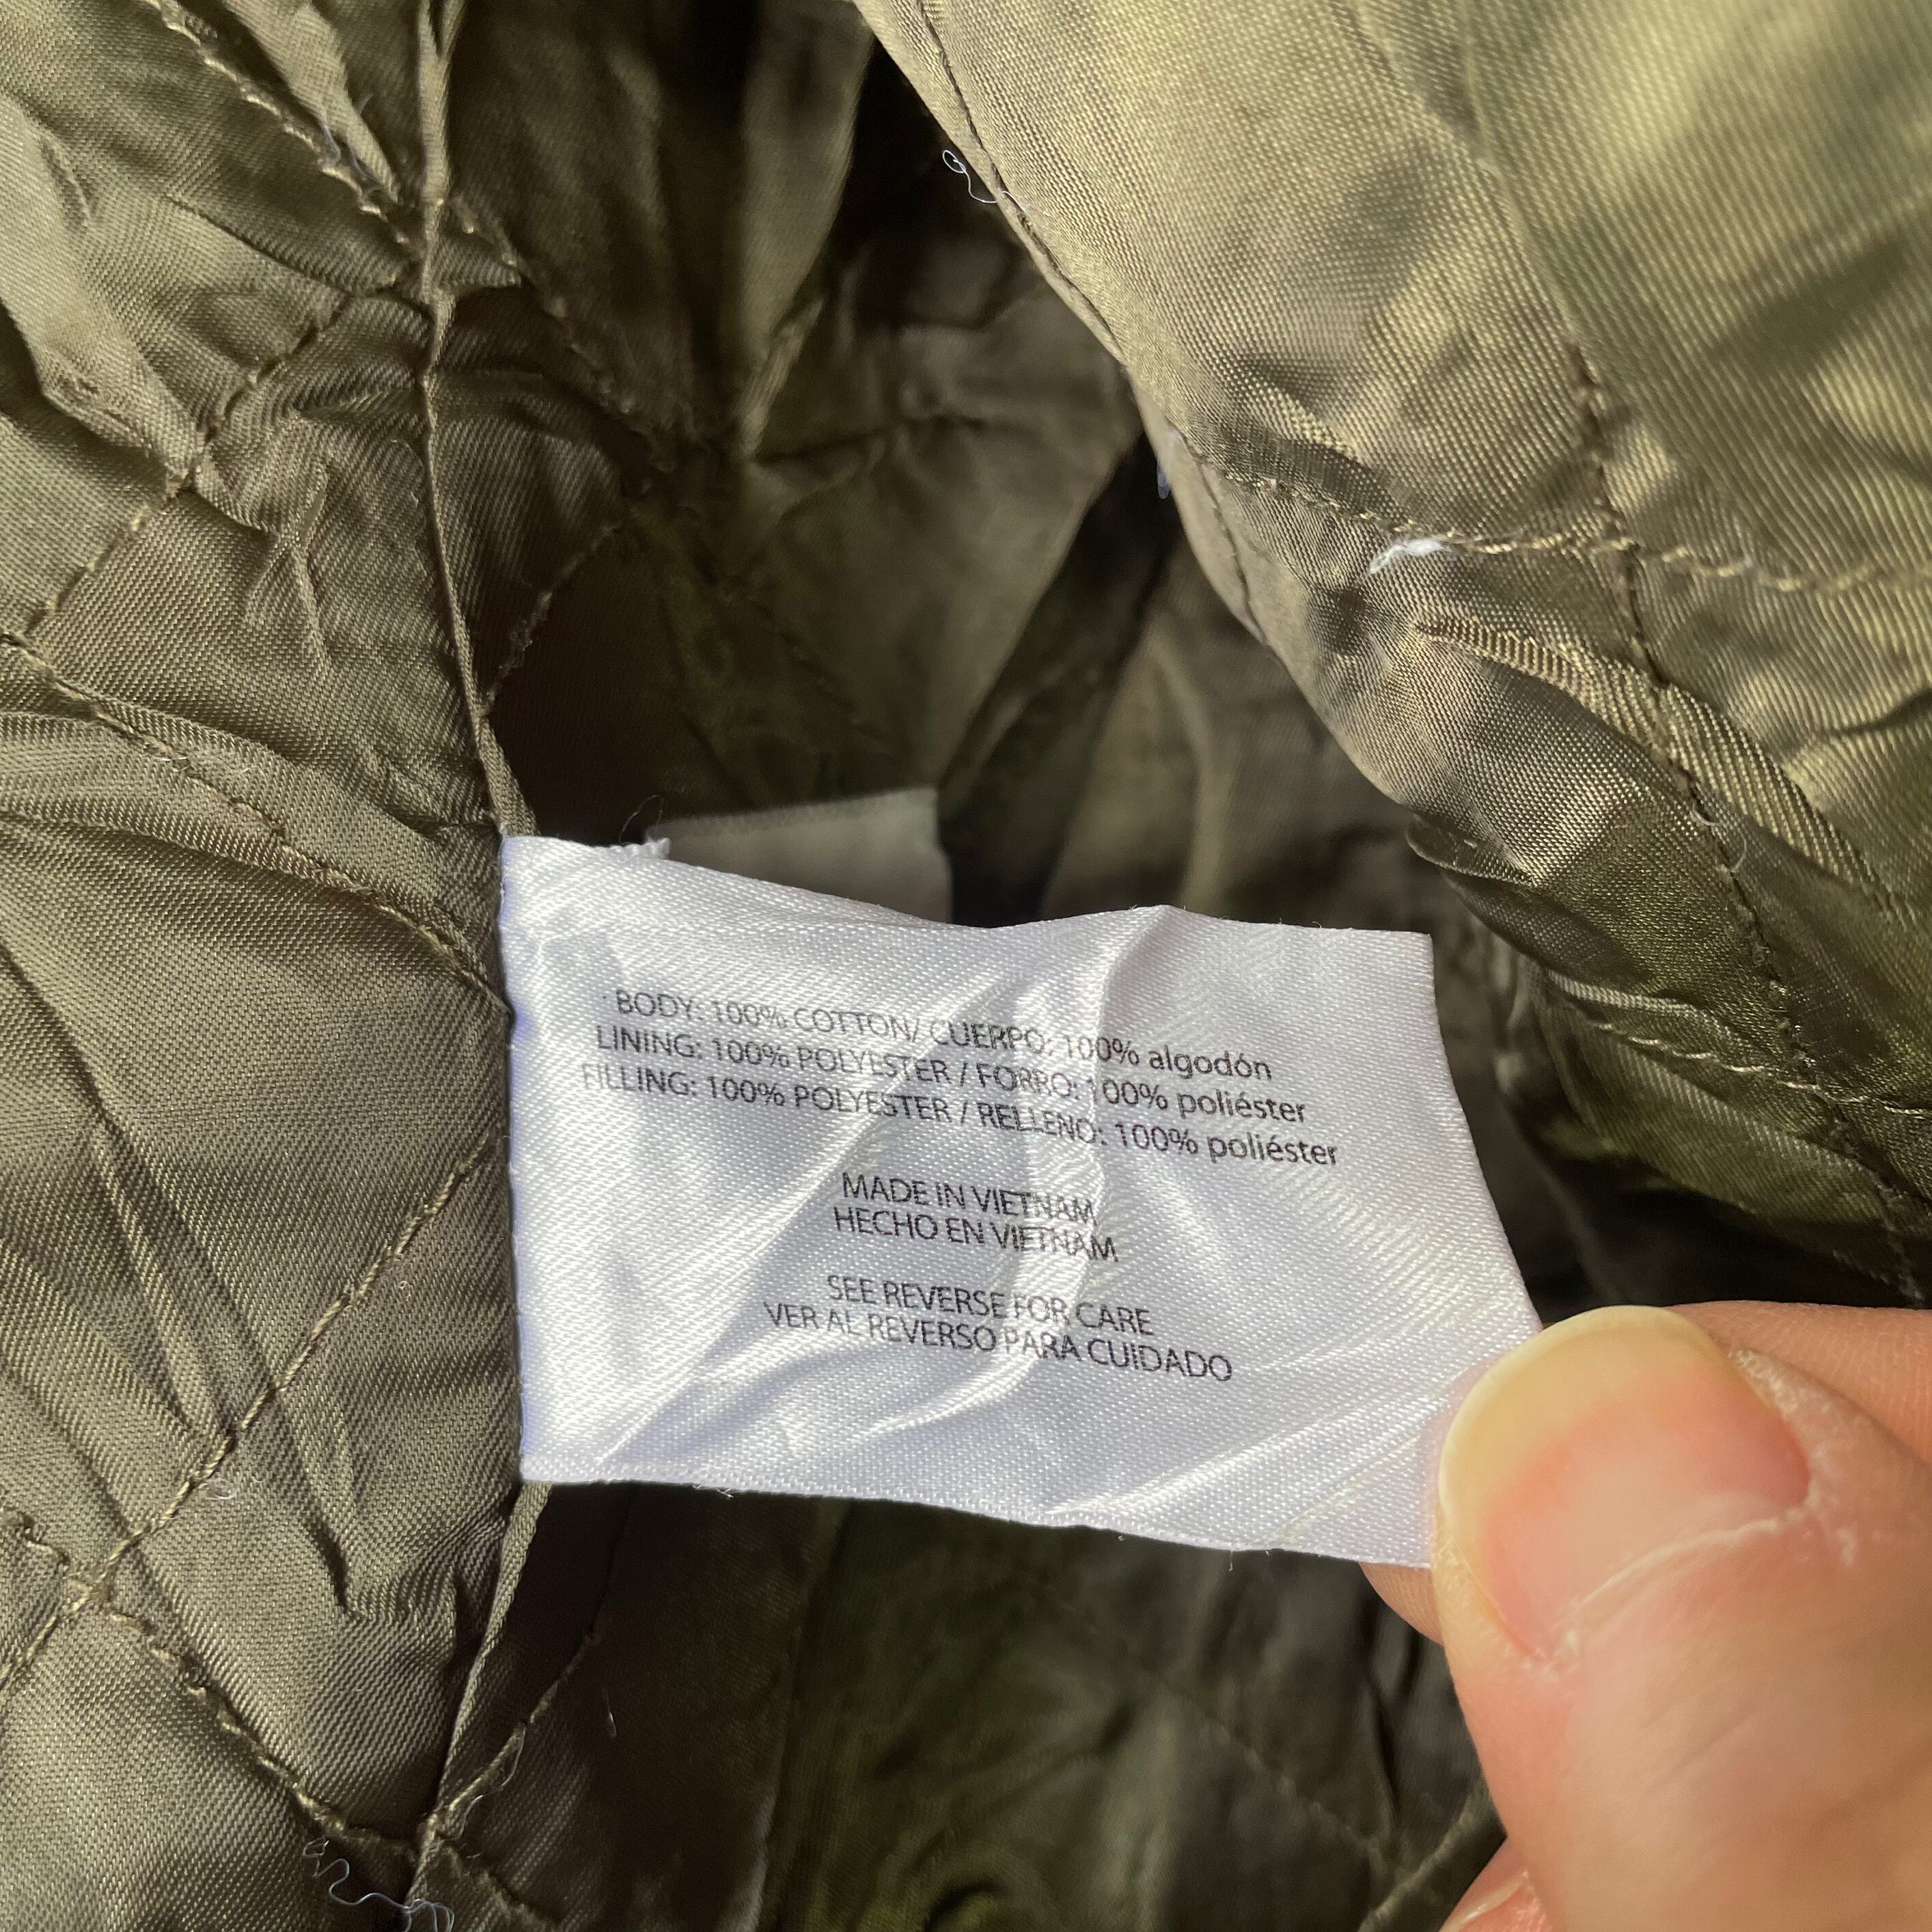 BODY: 100% COTTON/ CUERPO: 100% algodón
LINING: 100% POLYESTER / FORRO: 100% poliéster
FILLING: 100% POLYESTER / RELLENO: 100% poliéster
MADE IN VIETNAM
HECHO EN VIETNAM
SEE REVERSE FOR CARE
VER AL REVERSO PARA CUIDADO